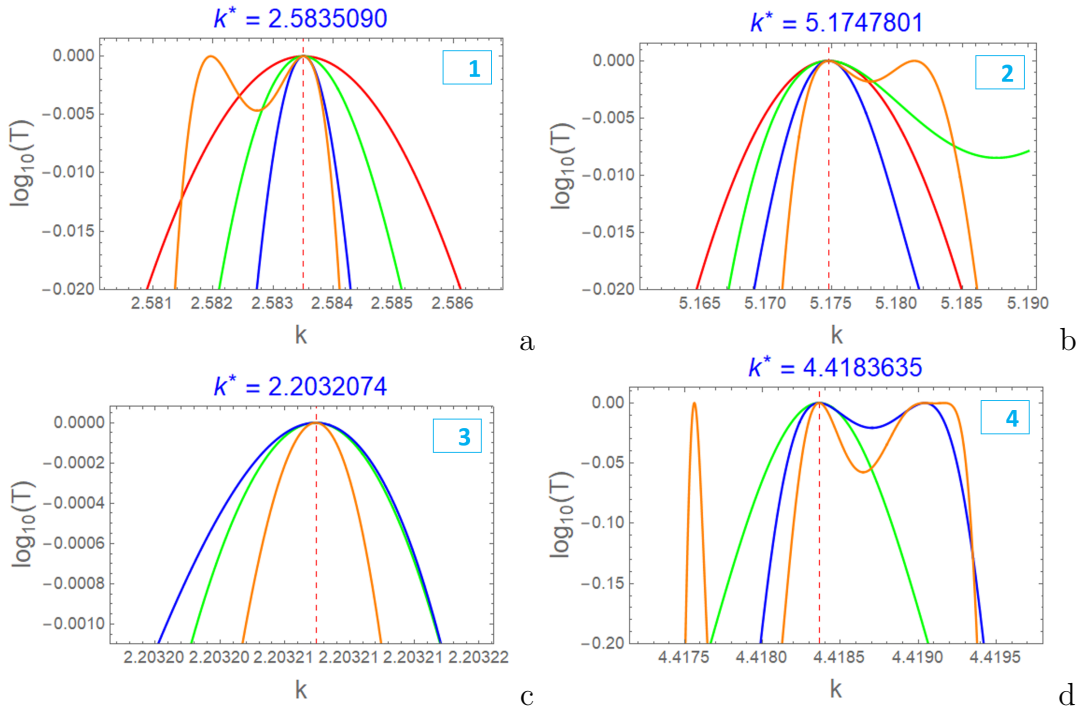 k* = 2.5835090
1
0.000
−0.005
−0.010
−0.015
−0.020
log10(T)
2.581 2.582 2.583 2.584 2.585 2.586
k
a
k* = 5.1747801
2
0.000
−0.005
−0.010
−0.015
−0.020
log10(T)
5.165 5.170 5.175 5.180 5.185 5.190
k
b
k* = 2.2032074
3
0.0000
−0.0002
−0.0004
−0.0006
−0.0008
−0.0010
log10(T)
2.20320 2.20320 2.20321 2.20321 2.20321 2.20322
k
c
k* = 4.4183635
4
0.00
−0.05
−0.10
−0.15
−0.20
log10(T)
4.4175 4.4180 4.4185 4.4190 4.4195
k
d